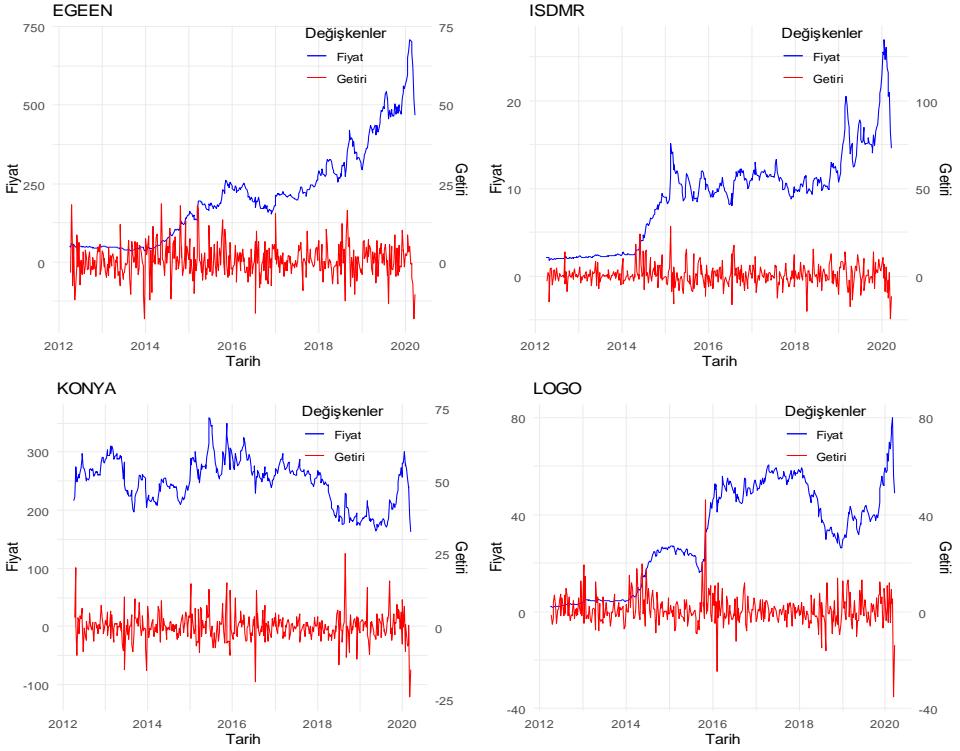 EGEEN
750
500
250
0
Fiyat
75
50
25
0
Getiri
Değişkenler
Fiyat
Getiri
2012
2014
2016
2018
2020
Tarih
ISDMR
20
10
0
Fiyat
100
50
0
Getiri
Değişkenler
Fiyat
Getiri
2012
2014
2016
2018
2020
Tarih
KONYA
300
200
100
0
-100
Fiyat
75
50
25
0
-25
Getiri
Değişkenler
Fiyat
Getiri
2012
2014
2016
2018
2020
Tarih
LOGO
80
40
0
-40
Fiyat
80
40
0
-40
Getiri
Değişkenler
Fiyat
Getiri
2012
2014
2016
2018
2020
Tarih